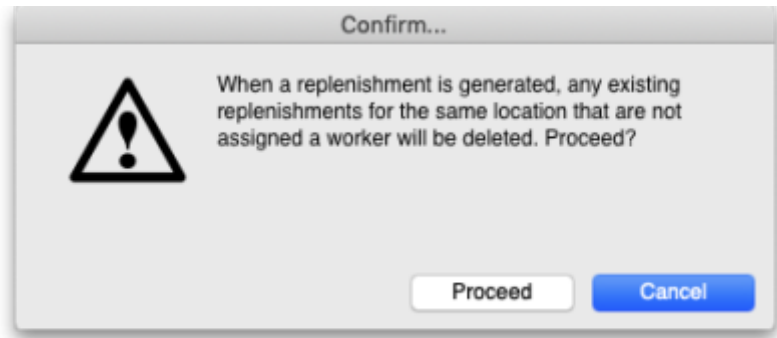 Confirm...
When a replenishment is generated, any existing
replenishments for the same location that are not
assigned a worker will be deleted. Proceed?
Proceed
Cancel